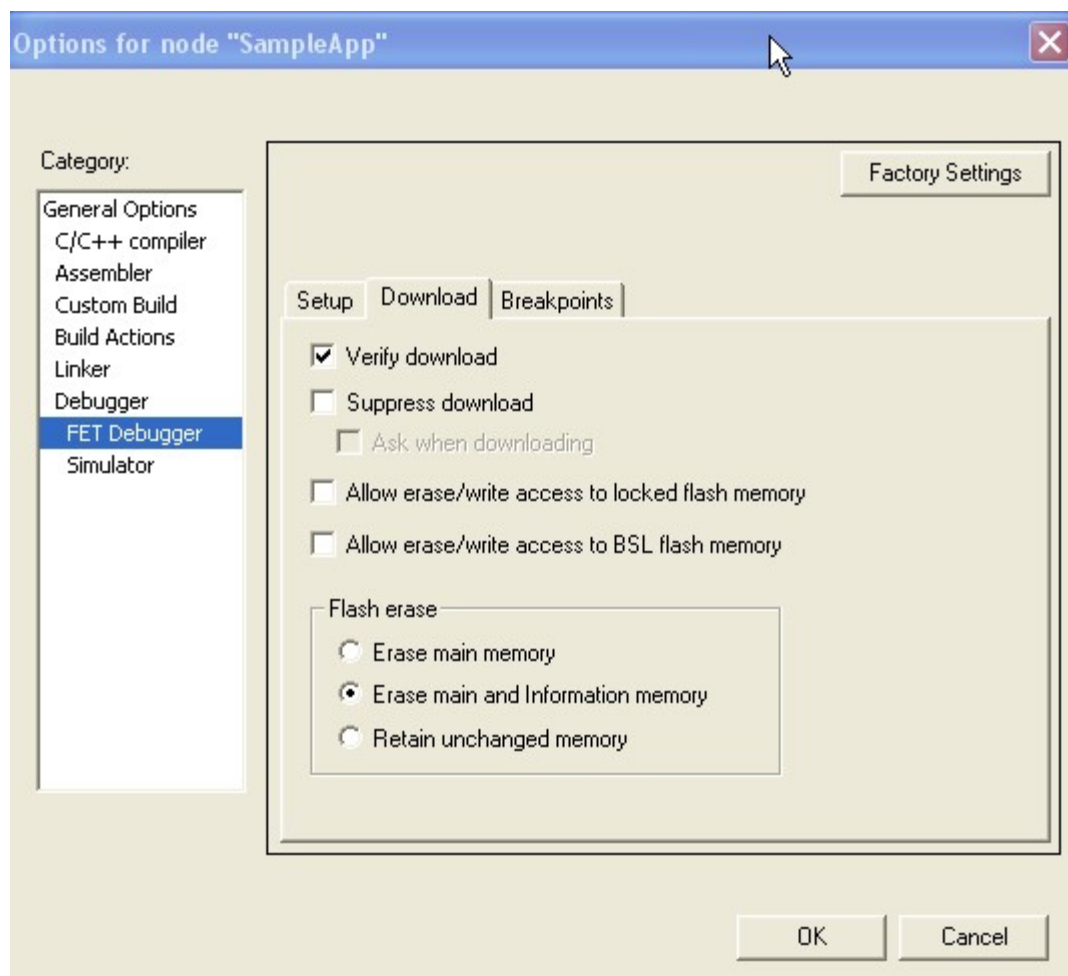 Options for node "SampleApp"
Category:
Factory Settings
General Options
C/C++ compiler
Assembler
Custom Build
Build Actions
Linker
Debugger
FET Debugger
Simulator
Setup Download Breakpoints
Verify download
Suppress download
Ask when downloading
Allow erase/write access to locked flash memory
Allow erase/write access to BSL flash memory
Flash erase
Erase main memory
Erase main and Information memory
Retain unchanged memory
OK Cancel